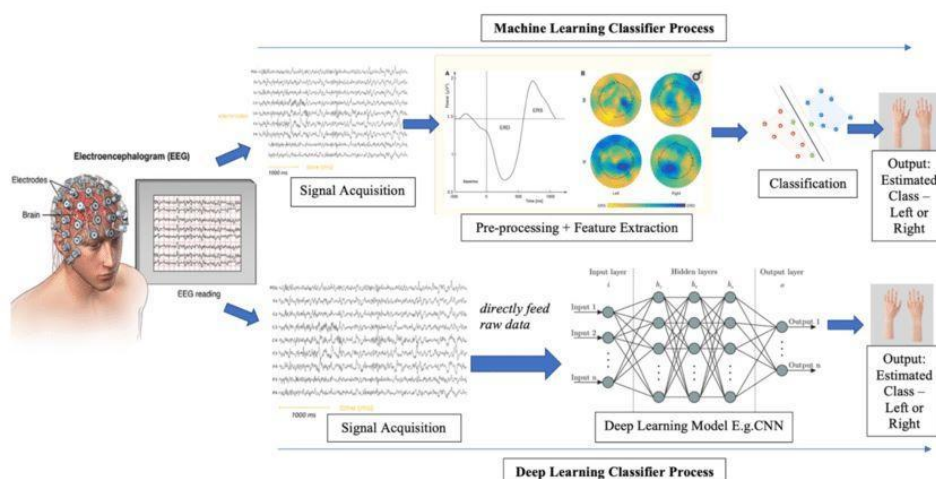 Machine Learning Classifier Process
Electroencephalogram (EEG)
Electrodes
Brain
EEG reading
1000 ms
Signal Acquisition
A
B
ERD
ERS
Baseline
Time (ms)
Left
Right
Pre-processing + Feature Extraction
Classification
Output:
Estimated
Class –
Left or
Right
1000 ms
Signal Acquisition
directly feed
raw data
Input layer
Hidden layers
Output layer
Input 1
Input 2
Input n
Output 1
Output n
Deep Learning Model E.g.CNN
Output:
Estimated
Class –
Left or
Right
Deep Learning Classifier Process